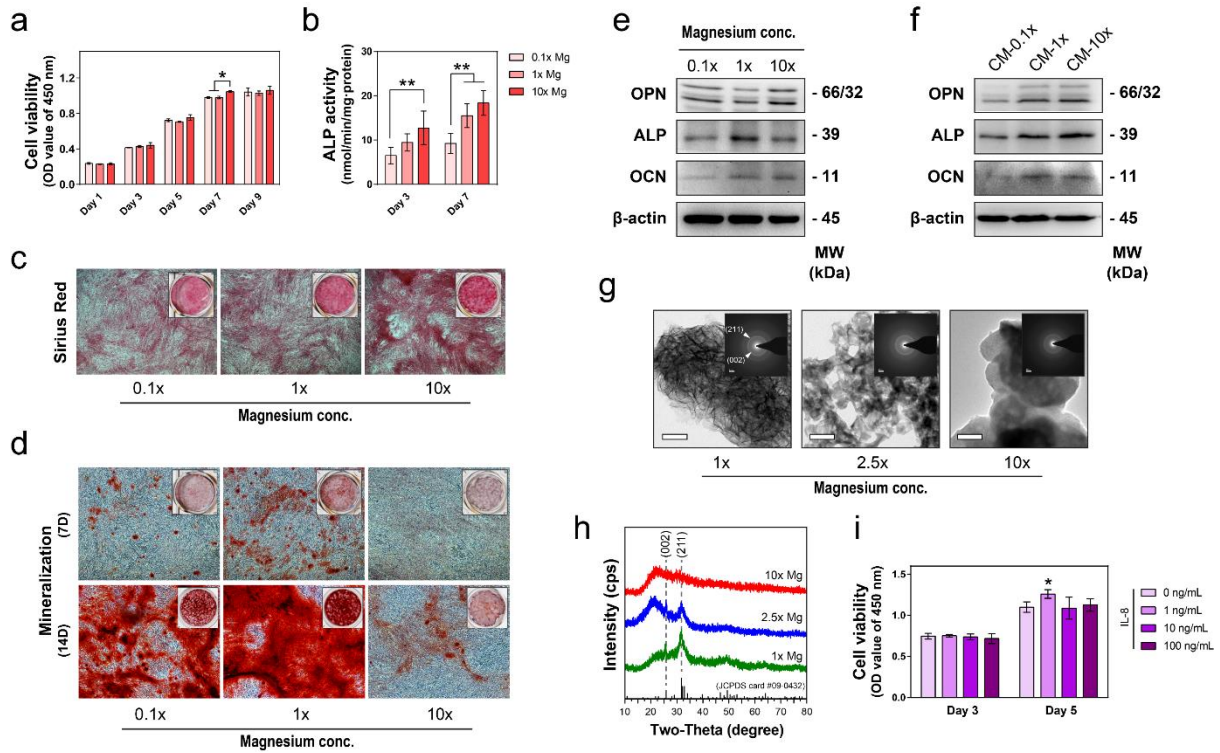 a
Cell viability
(OD value of 450 nm)
1.2
0.8
0.4
0.0
*
Day 1
Day 3
Day 5
Day 7
Day 9
b
ALP activity
(nmol/min/mg-protein)
30
20
10
0
**
**
Day 3
Day 7
0.1x Mg
1x Mg
10x Mg
c
Sirius Red
0.1x
1x
10x
Magnesium conc.
d
Mineralization
(7D)
(14D)
0.1x
1x
10x
Magnesium conc.
e
Magnesium conc.
0.1x 1x 10x
OPN - 66/32
ALP - 39
OCN - 11
β-actin - 45
MW
(kDa)
f
CM-0.1x
CM-1x
CM-10x
OPN - 66/32
ALP - 39
OCN - 11
β-actin - 45
MW
(kDa)
g
(211)
(002)
1x
2.5x
10x
Magnesium conc.
h
Intensity (cps)
(002)
(211)
10x Mg
2.5x Mg
1x Mg
(JCPDS card #09-0432)
10 20 30 40 50 60 70 80
Two-Theta (degree)
i
Cell viability
(OD value of 450 nm)
1.5
1.0
0.5
0.0
*
Day 3
Day 5
IL-8
0 ng/mL
1 ng/mL
10 ng/mL
100 ng/mL